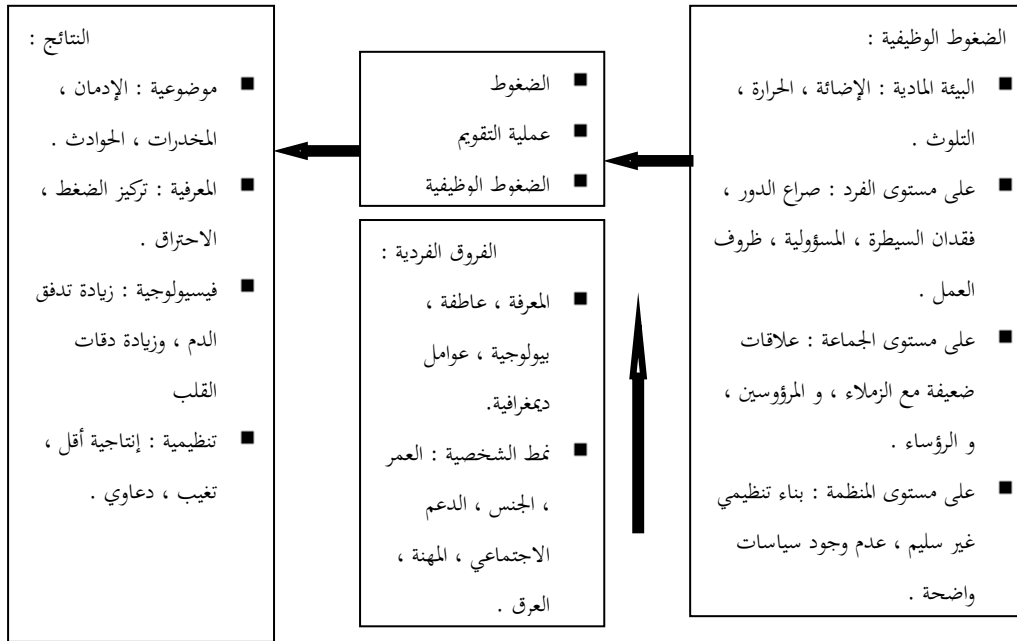 الضغوط الوظيفية :
■ البيئة المادية : الإضائة ، الحرارة ،
التلوث .
■ على مستوى الفرد : صراع الدور ،
فقدان السيطرة ، المسؤولية ، ظروف
العمل .
■ على مستوى الجماعة : علاقات
ضعيفة مع الزملاء ، و المرؤوسين ،
و الرؤساء .
■ على مستوى المنظمة : بناء تنظيمي
غير سليم ، عدم وجود سياسات
واضحة .
■ الضغوط
■ عملية التقويم
■ الضغوط الوظيفية
الفروق الفردية :
■ المعرفة ، عاطفة ،
بيولوجية ، عوامل
ديمغرافية.
■ نمط الشخصية : العمر
، الجنس ، الدعم
الاجتماعي ، المهنة ،
العرق .
النتائج :
■ موضوعية : الإدمان ،
المخدرات ، الحوادث .
■ المعرفية : تركيز الضغط ،
الاحتراق .
■ فيسيولوجية : زيادة تدفق
الدم ، وزيادة دقات
القلب
■ تنظيمية : إنتاجية أقل ،
تغيب ، دعاوي .